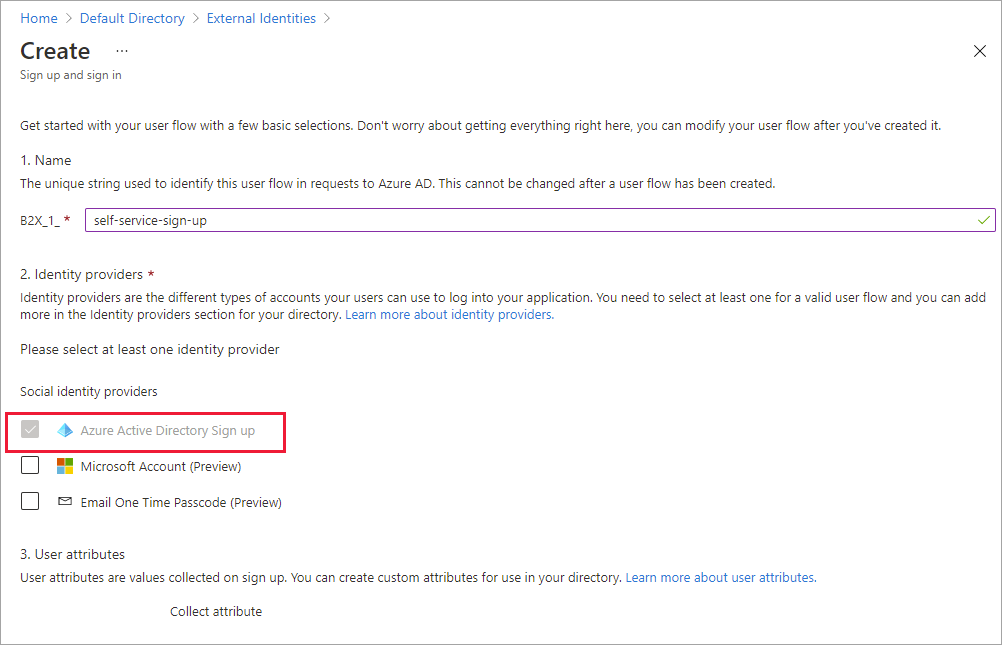 Home > Default Directory > External Identities >
Create ...
Sign up and sign in
Get started with your user flow with a few basic selections. Don't worry about getting everything right here, you can modify your user flow after you've created it.
1. Name
The unique string used to identify this user flow in requests to Azure AD. This cannot be changed after a user flow has been created.
B2X_1_ * self-service-sign-up
2. Identity providers *
Identity providers are the different types of accounts your users can use to log into your application. You need to select at least one for a valid user flow and you can add
more in the Identity providers section for your directory. Learn more about identity providers.
Please select at least one identity provider
Social identity providers
Azure Active Directory Sign up
Microsoft Account (Preview)
Email One Time Passcode (Preview)
3. User attributes
User attributes are values collected on sign up. You can create custom attributes for use in your directory. Learn more about user attributes.
Collect attribute